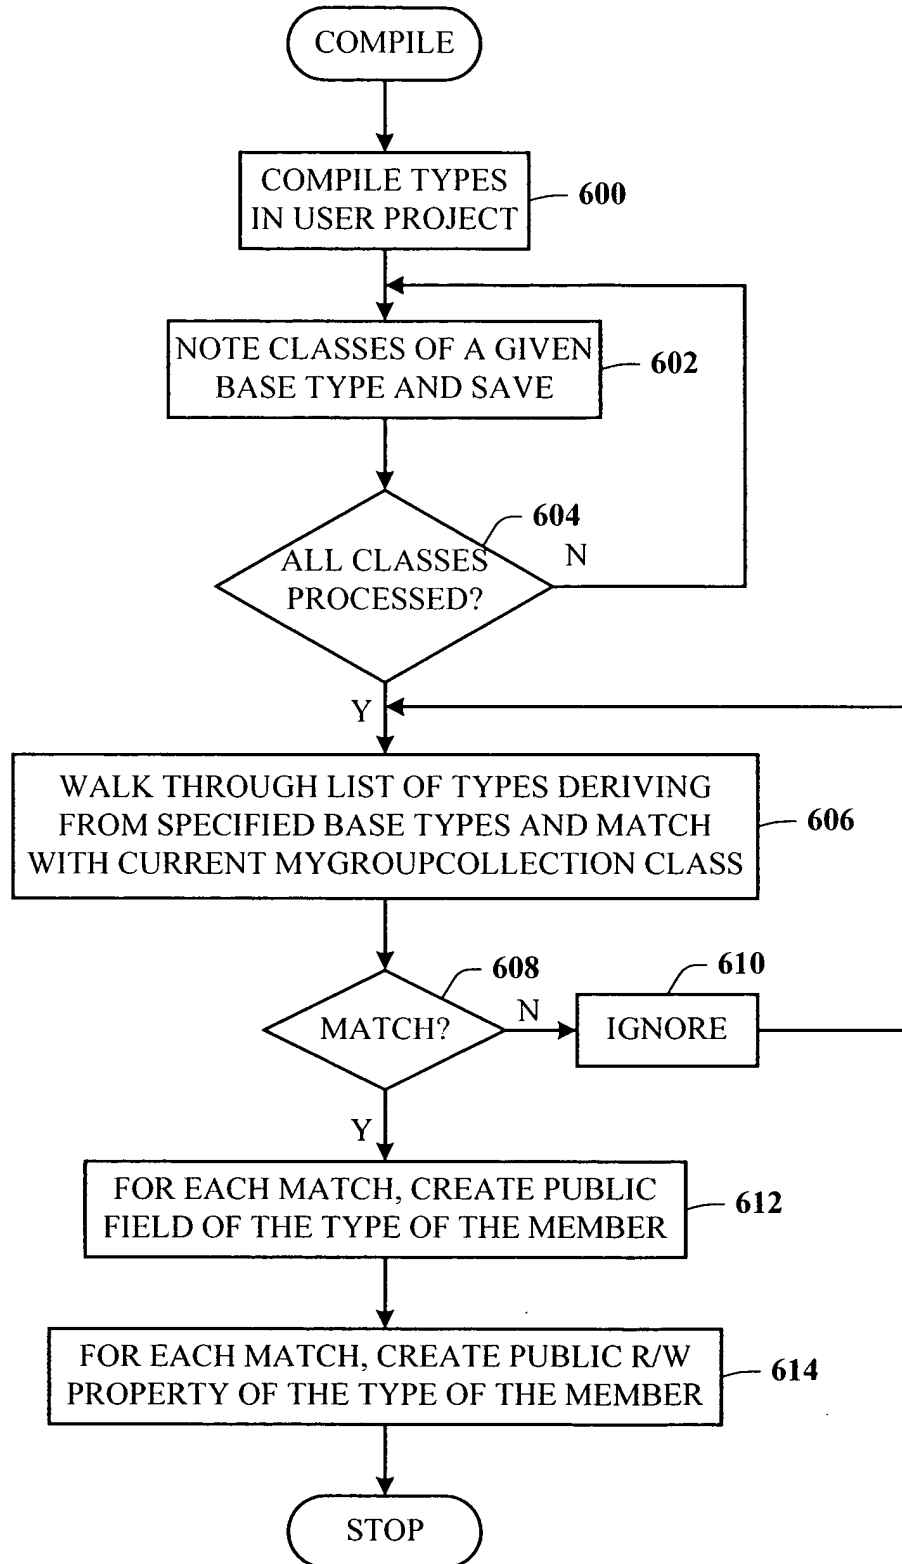 COMPILE
COMPILE TYPES
IN USER PROJECT
600
NOTE CLASSES OF A GIVEN
BASE TYPE AND SAVE
602
604
ALL CLASSES
PROCESSED?
N
Y
WALK THROUGH LIST OF TYPES DERIVING
FROM SPECIFIED BASE TYPES AND MATCH
WITH CURRENT MYGROUPCOLLECTION CLASS
606
608
MATCH?
N
610
IGNORE
Y
FOR EACH MATCH, CREATE PUBLIC
FIELD OF THE TYPE OF THE MEMBER
612
FOR EACH MATCH, CREATE PUBLIC R/W
PROPERTY OF THE TYPE OF THE MEMBER
614
STOP